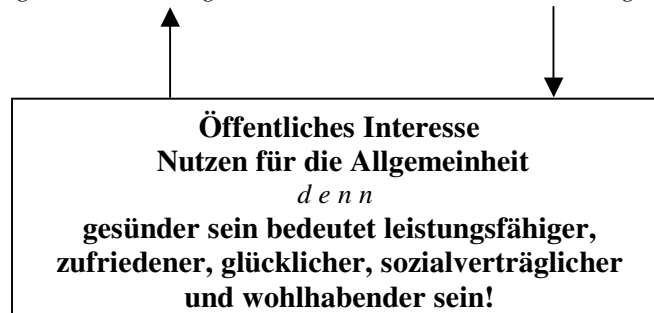 Öffentliches Interesse
Nutzen für die Allgemeinheit
d e n n
gesünder sein bedeutet leistungsfähiger,
zufriedener, glücklicher, sozialverträglicher
und wohlhabender sein!